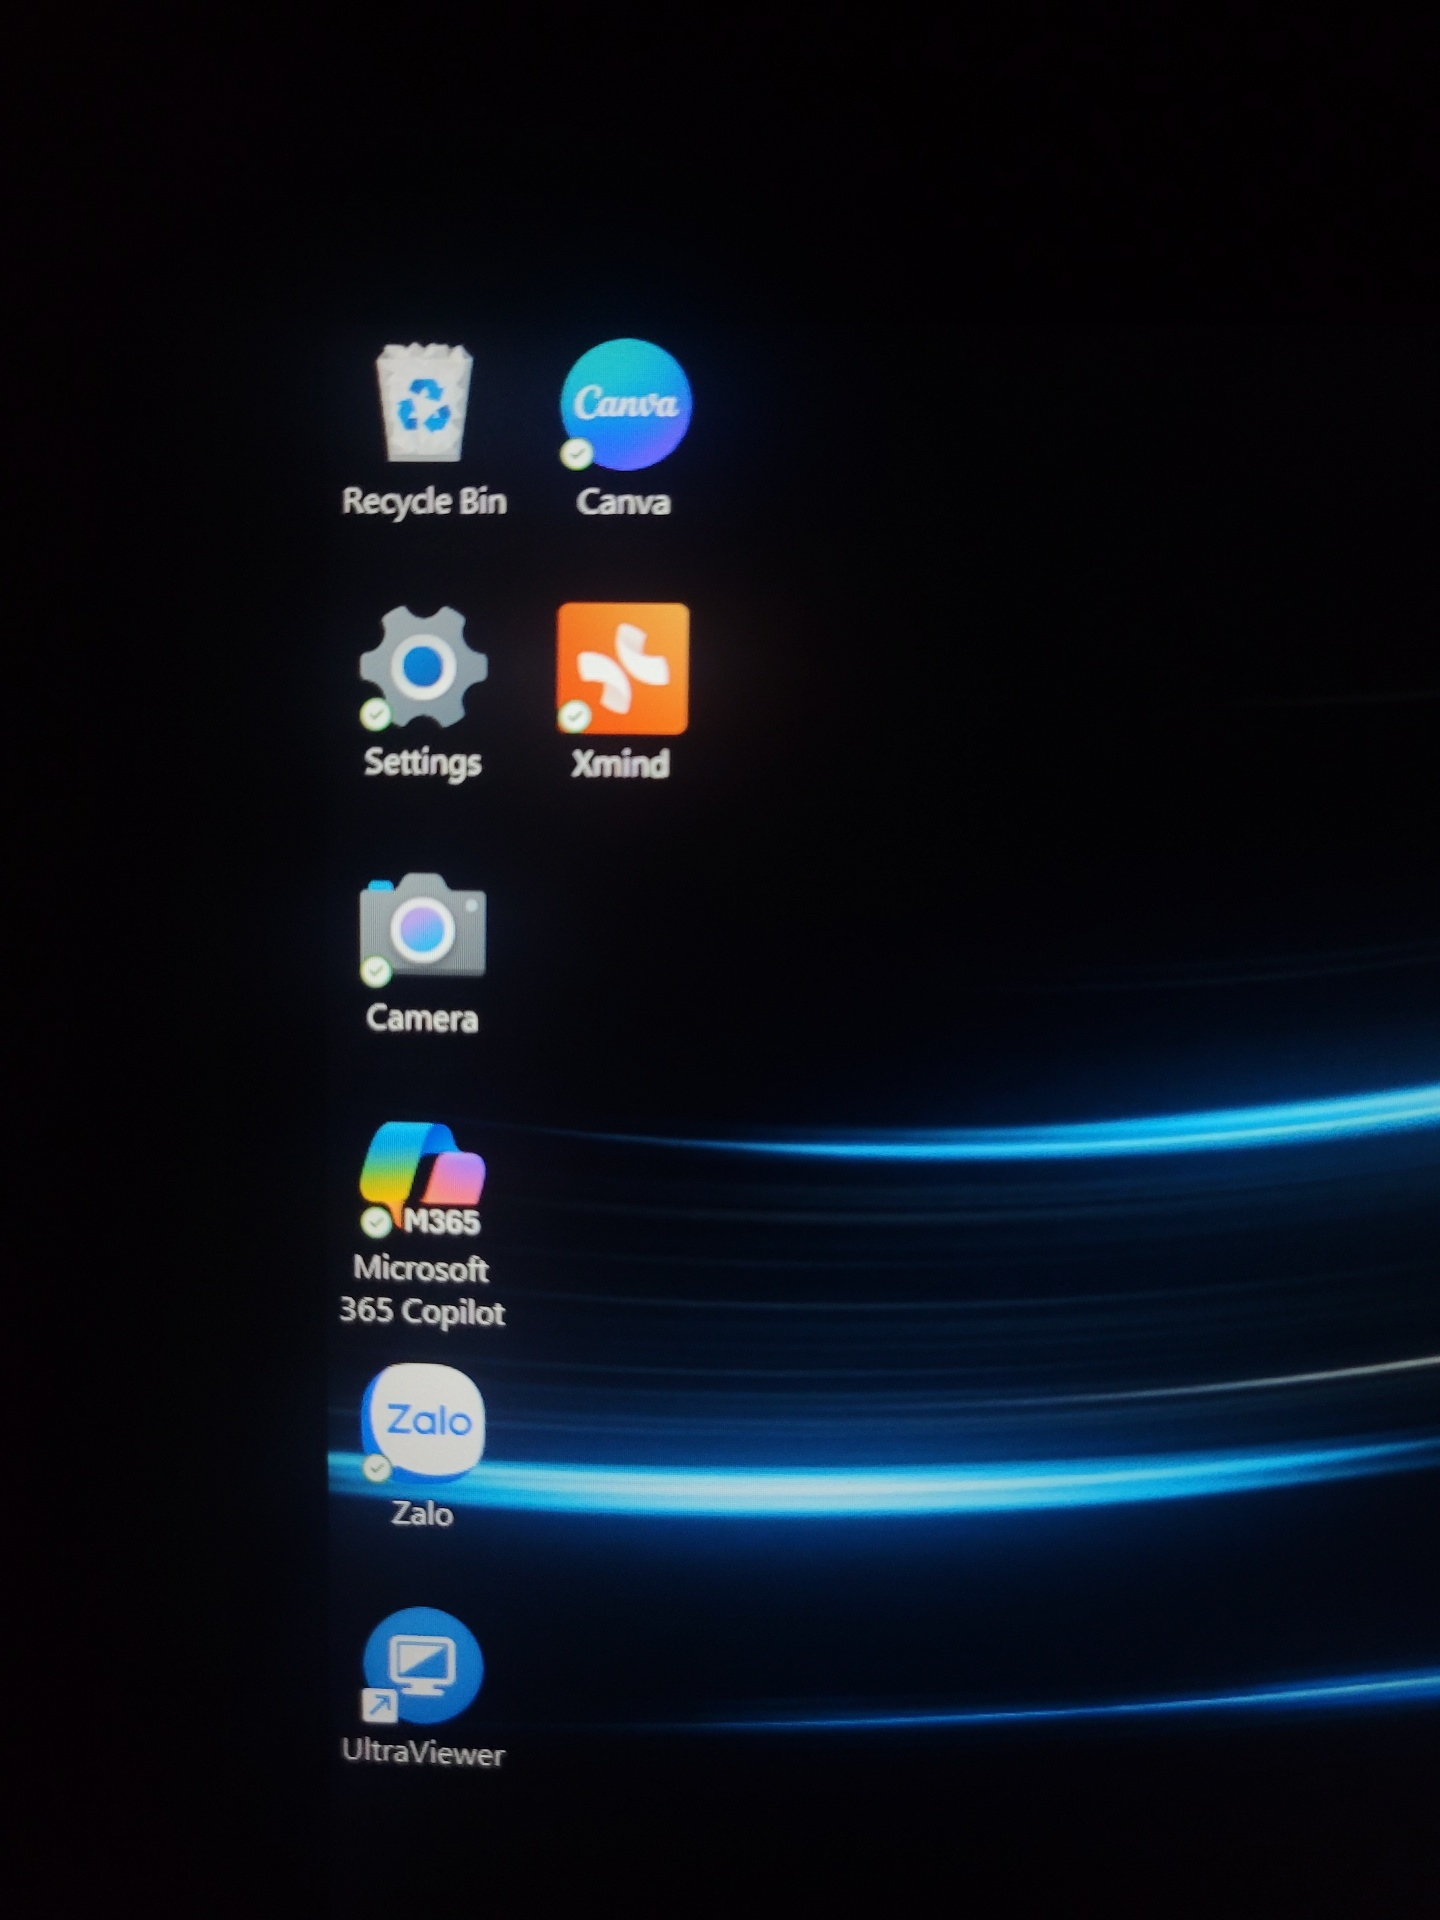 Recycle Bin
Canva
Canva
Settings
Xmind
Camera
M365
Microsoft
365 Copilot
Zalo
Zalo
UltraViewer